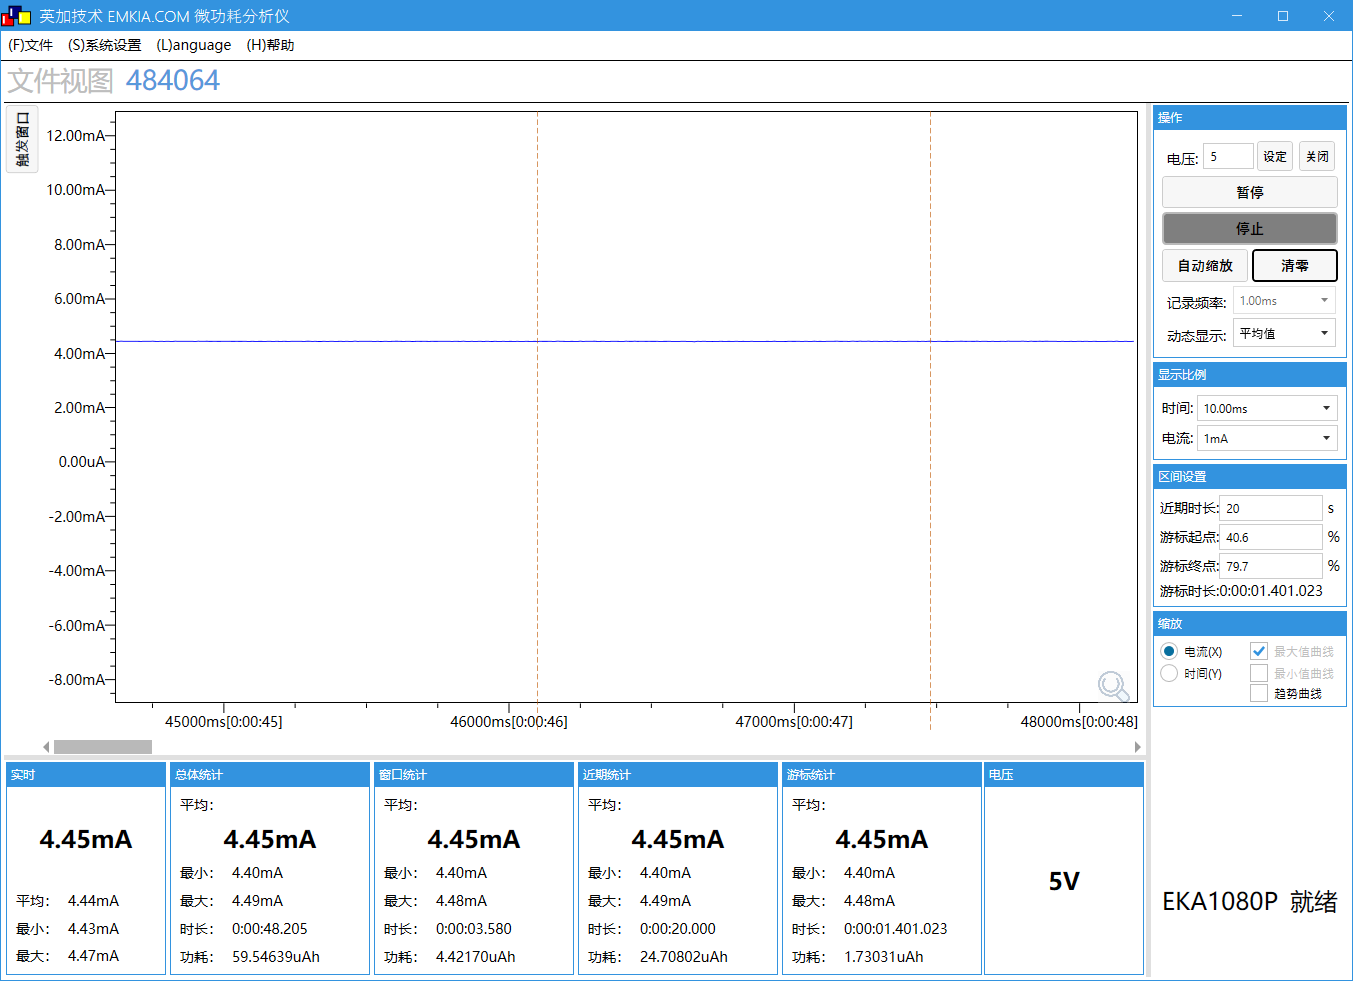 英加技术 EMKIA.COM 微功耗分析仪
(F)文件 (S)系统设置 (L)anguage (H)帮助
文件视图 484064
触发窗口
12.00mA
10.00mA
8.00mA
6.00mA
4.00mA
2.00mA
0.00uA
-2.00mA
-4.00mA
-6.00mA
-8.00mA
45000ms[0:00:45] 46000ms[0:00:46] 47000ms[0:00:47] 48000ms[0:00:48]
操作
电压: 5 设定 关闭
暂停
停止
自动缩放 清零
记录频率: 1.00ms
动态显示: 平均值
显示比例
时间: 10.00ms
电流: 1mA
区间设置
近期时长: 20 s
游标起点: 40.6 %
游标终点: 79.7 %
游标时长:0:00:01.401.023
缩放
电流(X) 最大值曲线
时间(Y) 最小值曲线
趋势曲线
实时
4.45mA
平均: 4.44mA
最小: 4.43mA
最大: 4.47mA
总体统计
平均:
4.45mA
最小: 4.40mA
最大: 4.49mA
时长: 0:00:48.205
功耗: 59.54639uAh
窗口统计
平均:
4.45mA
最小: 4.40mA
最大: 4.48mA
时长: 0:00:03.580
功耗: 4.42170uAh
近期统计
平均:
4.45mA
最小: 4.40mA
最大: 4.49mA
时长: 0:00:20.000
功耗: 24.70802uAh
游标统计
平均:
4.45mA
最小: 4.40mA
最大: 4.48mA
时长: 0:00:01.401.023
功耗: 1.73031uAh
电压
5V
EKA1080P 就绪